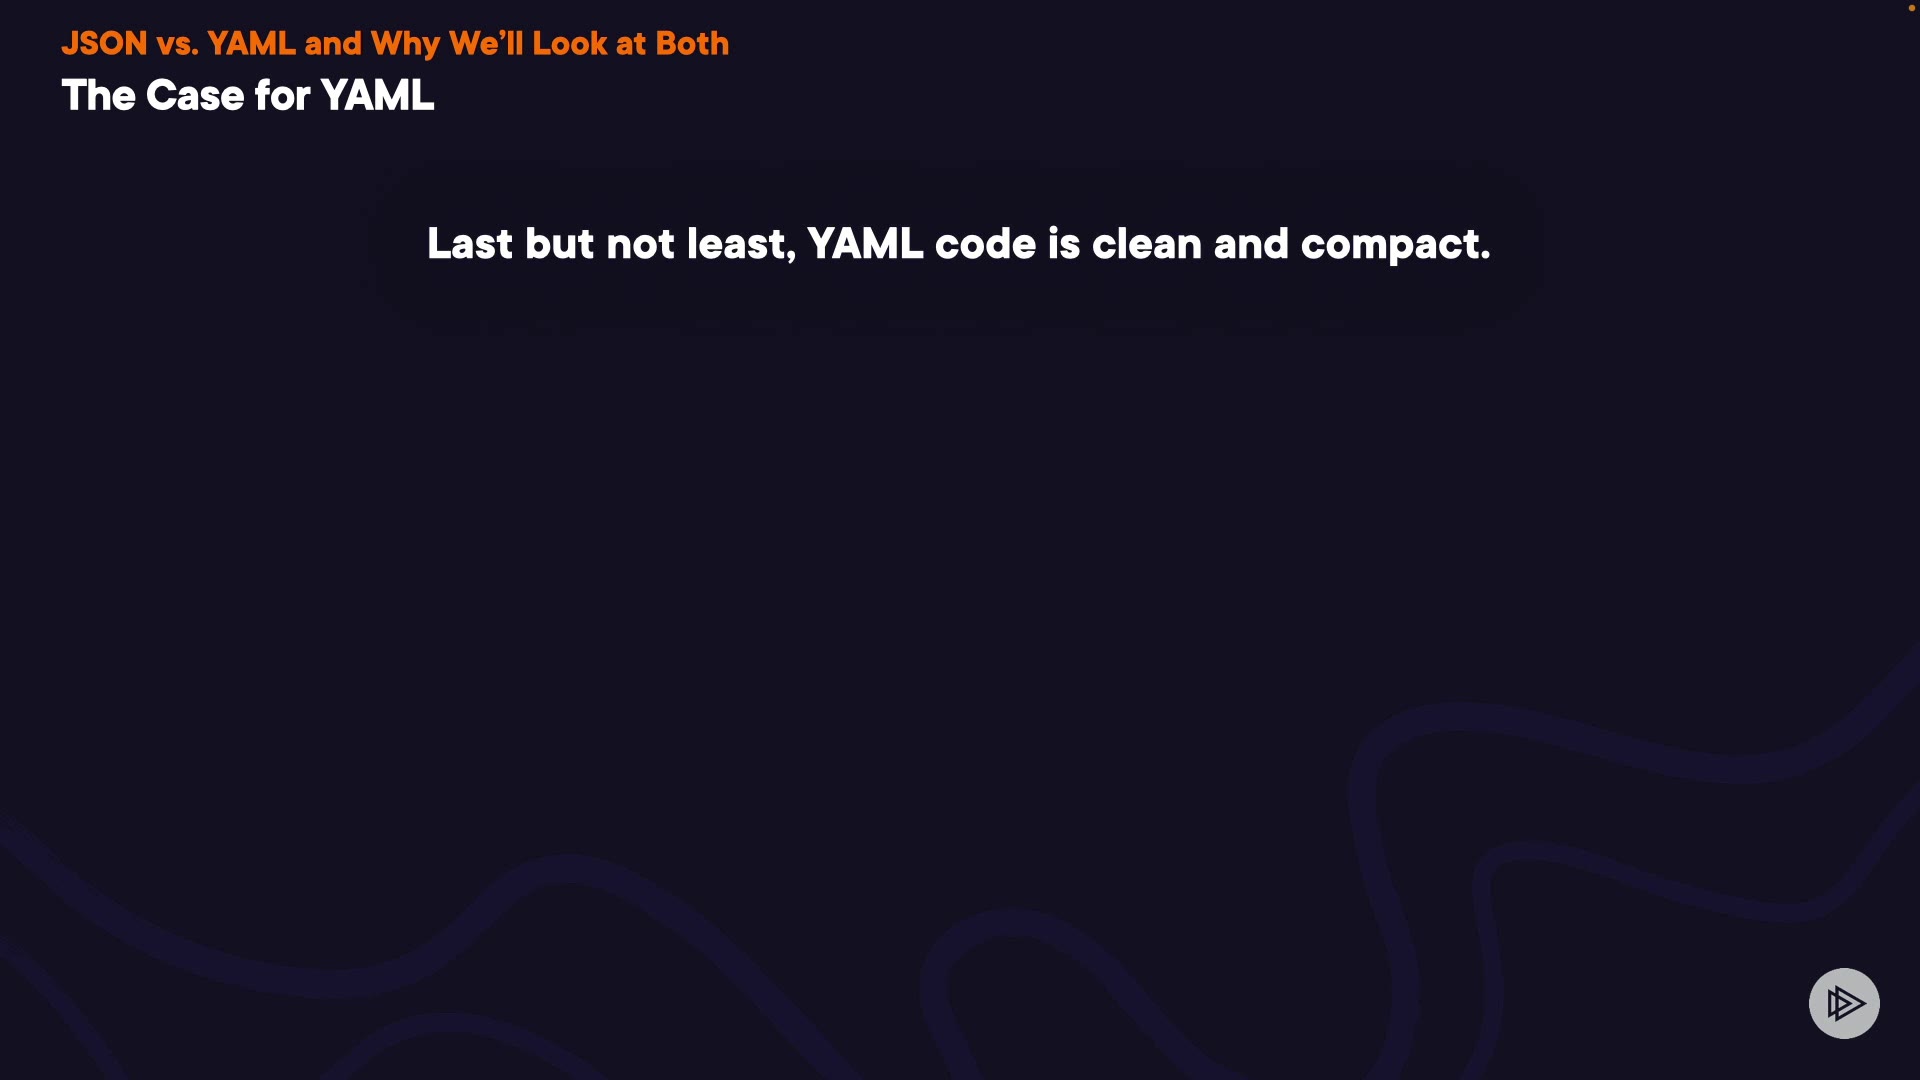 JSON vs. YAML and Why We’ll Look at Both
The Case for YAML
Last but not least, YAML code is clean and compact.